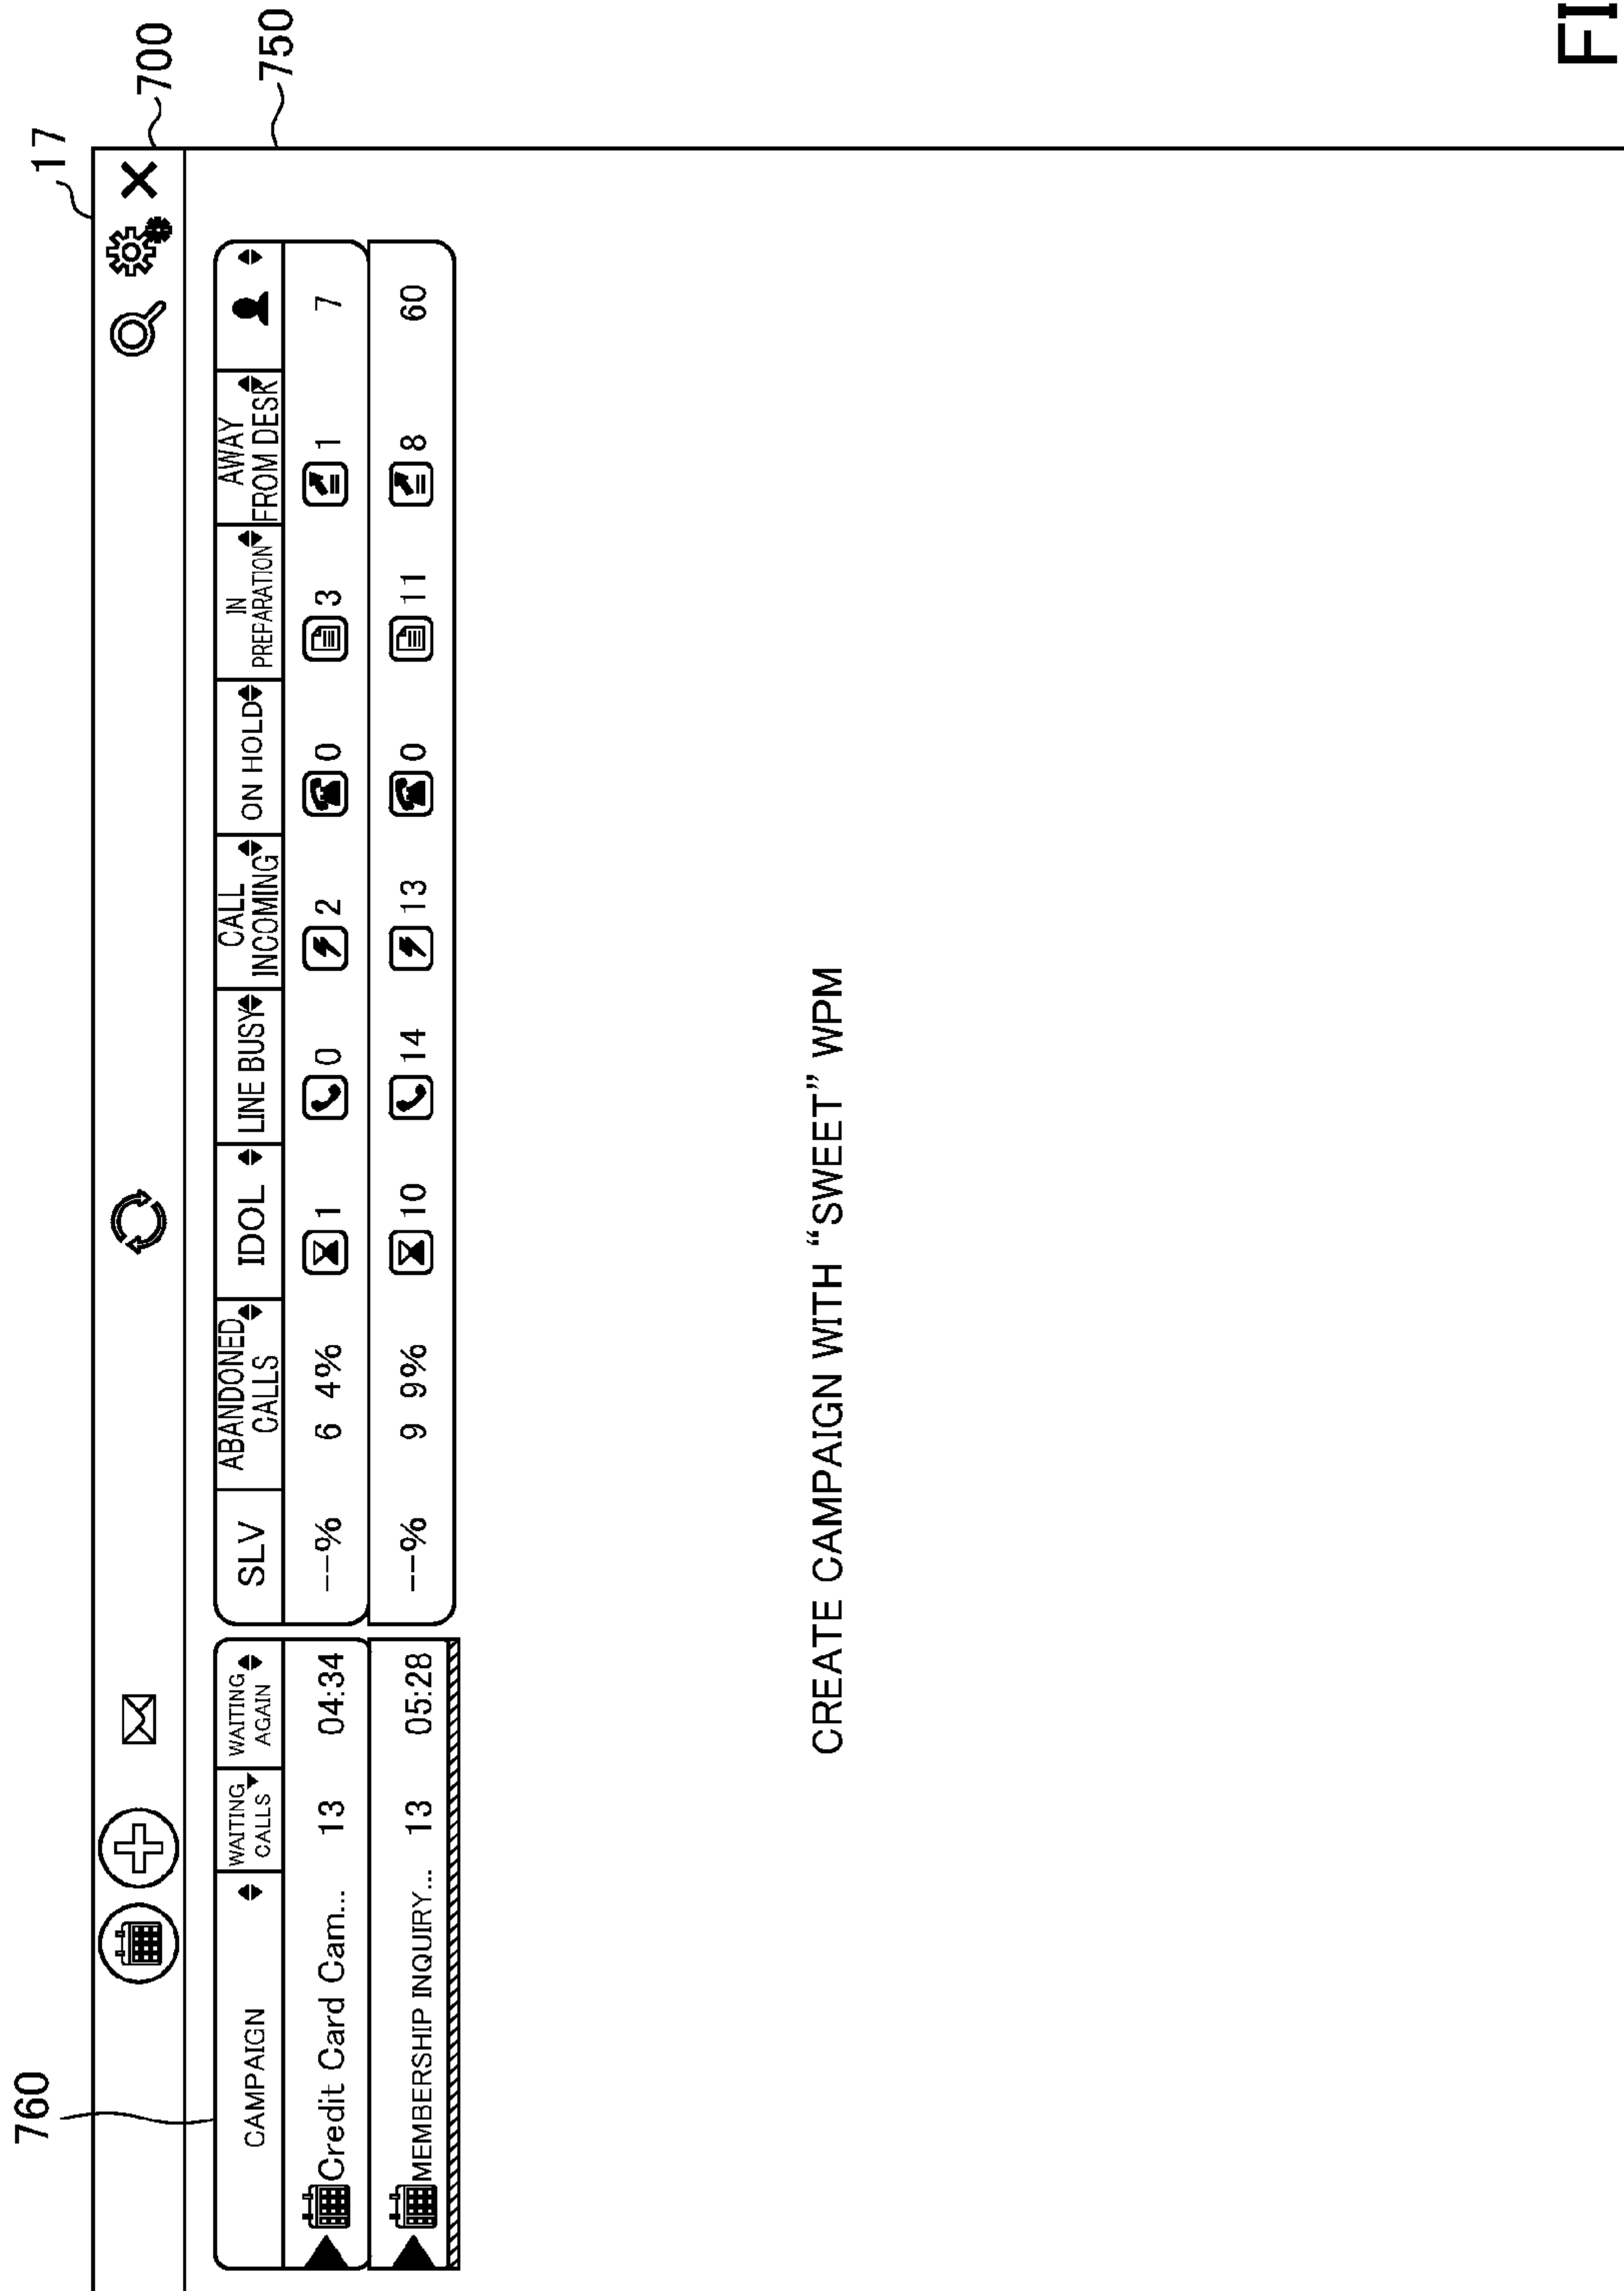 17
700
750
760
CAMPAIGN
WAITING CALLS
WAITING AGAIN
SLV
ABANDONED CALLS
IDOL
LINE BUSY
CALL INCOMING
ON HOLD
IN PREPARATION
AWAY FROM DESK
Credit Card Cam... 13 04:34 --% 6 4% 1 0 2 0 3 1 7
MEMBERSHIP INQUIRY... 13 05:28 --% 9 9% 10 14 13 0 11 8 60
CREATE CAMPAIGN WITH “SWEET” WPM
FI